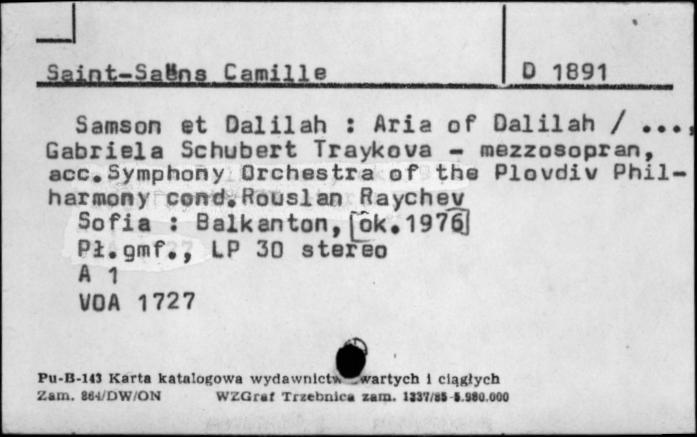 Saint-Saëns Camille
D 1891
Samson et Dalilah : Aria of Dalilah / ...,
Gabriela Schubert Traykova - mezzosopran,
acc.Symphony Orchestra of the Plovdiv Phil-
harmony cond.Rouslan Raychev
Sofia : Balkanton, [ok.1976]
Pł.gmf., LP 30 stereo
A 1
VOA 1727
Pu-B-143 Karta katalogowa wydawnictw zwartych i ciągłych
Zam. 864/DW/ON WZGraf Trzebnica zam. 1337/85 5.980.000